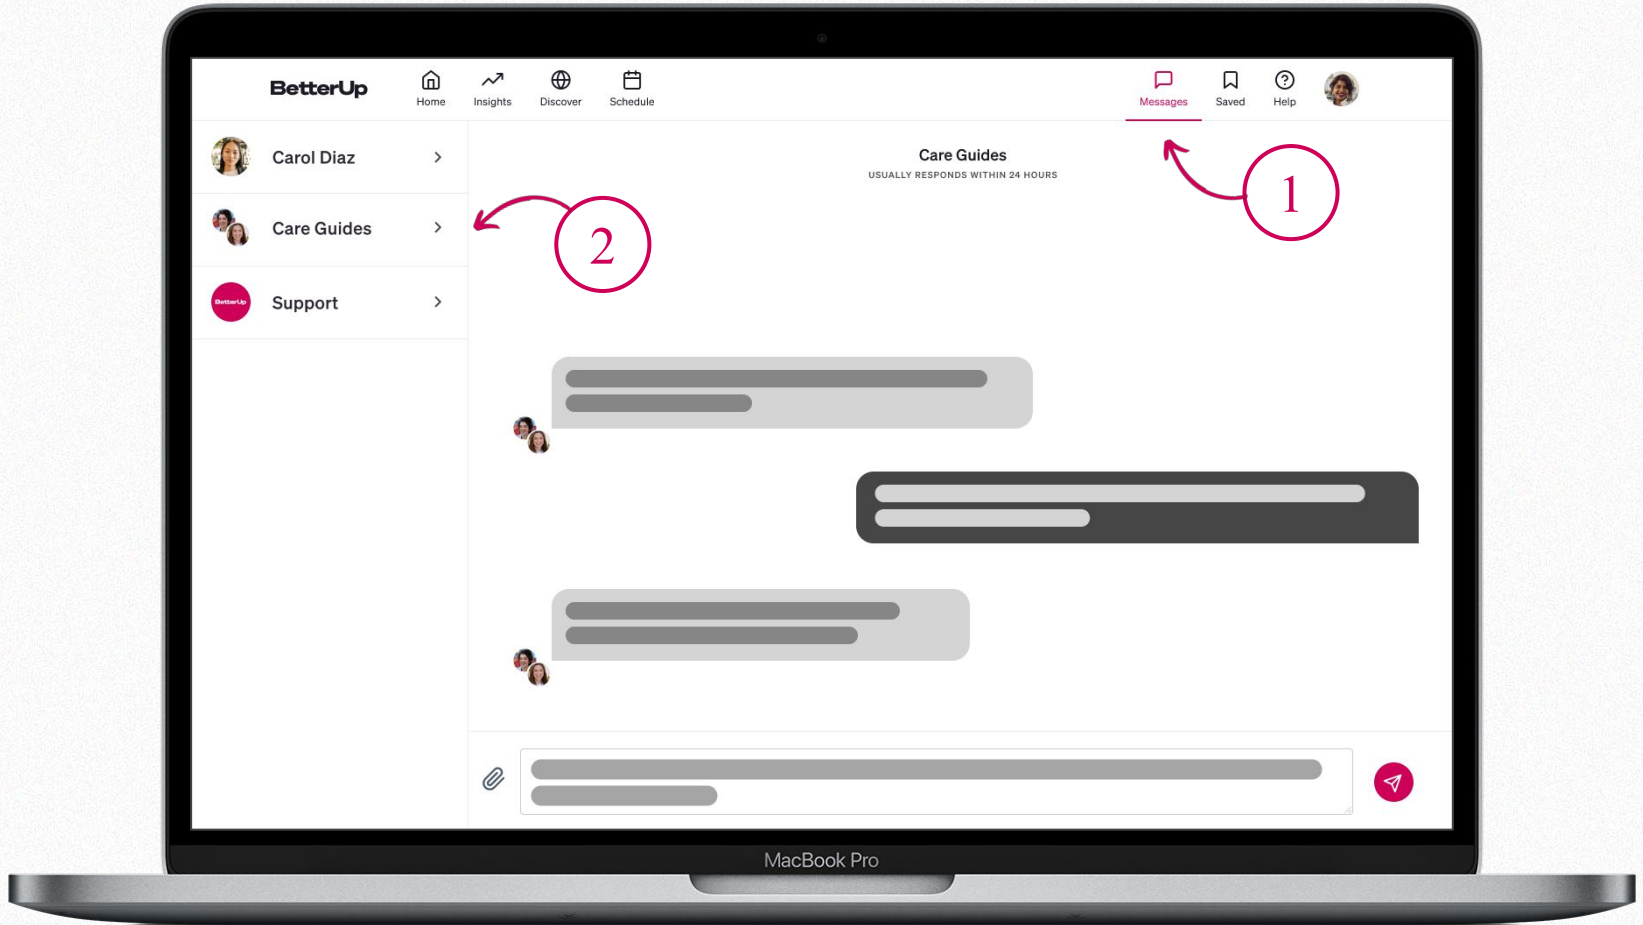 BetterUp
Home
Insights
Discover
Schedule
Messages
Saved
Help
Carol Diaz
Care Guides
USUALLY RESPONDS WITHIN 24 HOURS
1
Care Guides
2
BetterUp
Support
MacBook Pro